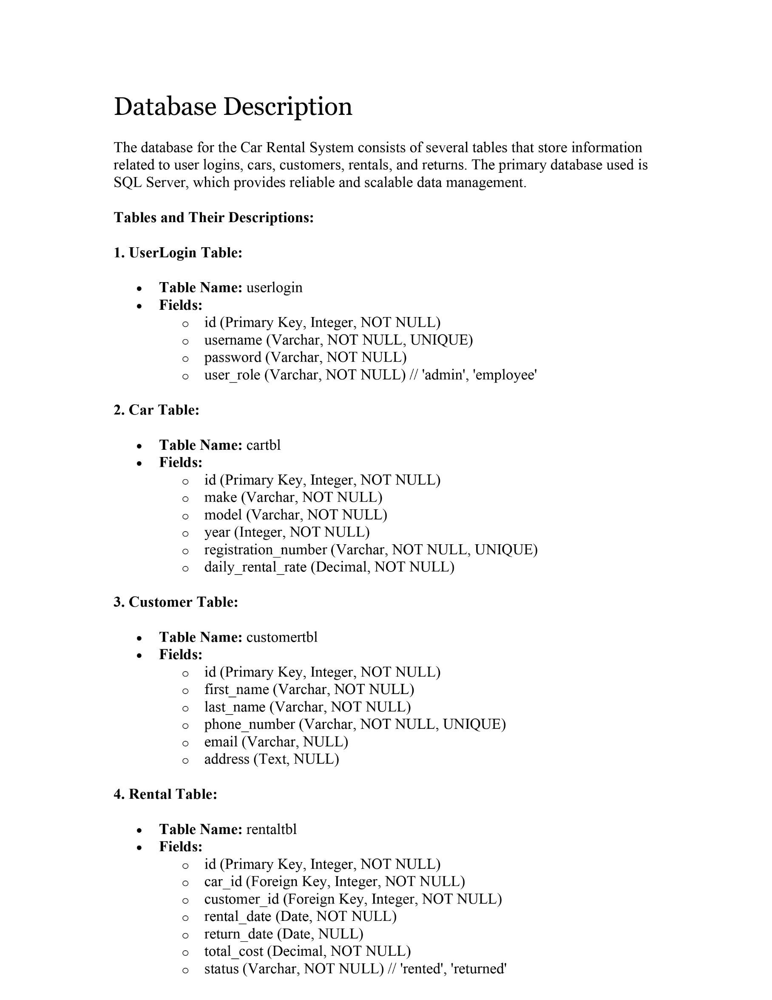 Database Description
The database for the Car Rental System consists of several tables that store information
related to user logins, cars, customers, rentals, and returns. The primary database used is
SQL Server, which provides reliable and scalable data management.
Tables and Their Descriptions:
1. UserLogin Table:
• Table Name: userlogin
• Fields:
o id (Primary Key, Integer, NOT NULL)
o username (Varchar, NOT NULL, UNIQUE)
o password (Varchar, NOT NULL)
o user_role (Varchar, NOT NULL) // 'admin', 'employee'
2. Car Table:
• Table Name: cartbl
• Fields:
o id (Primary Key, Integer, NOT NULL)
o make (Varchar, NOT NULL)
o model (Varchar, NOT NULL)
o year (Integer, NOT NULL)
o registration_number (Varchar, NOT NULL, UNIQUE)
o daily_rental_rate (Decimal, NOT NULL)
3. Customer Table:
• Table Name: customertbl
• Fields:
o id (Primary Key, Integer, NOT NULL)
o first_name (Varchar, NOT NULL)
o last_name (Varchar, NOT NULL)
o phone_number (Varchar, NOT NULL, UNIQUE)
o email (Varchar, NULL)
o address (Text, NULL)
4. Rental Table:
• Table Name: rentaltbl
• Fields:
o id (Primary Key, Integer, NOT NULL)
o car_id (Foreign Key, Integer, NOT NULL)
o customer_id (Foreign Key, Integer, NOT NULL)
o rental_date (Date, NOT NULL)
o return_date (Date, NULL)
o total_cost (Decimal, NOT NULL)
o status (Varchar, NOT NULL) // 'rented', 'returned'